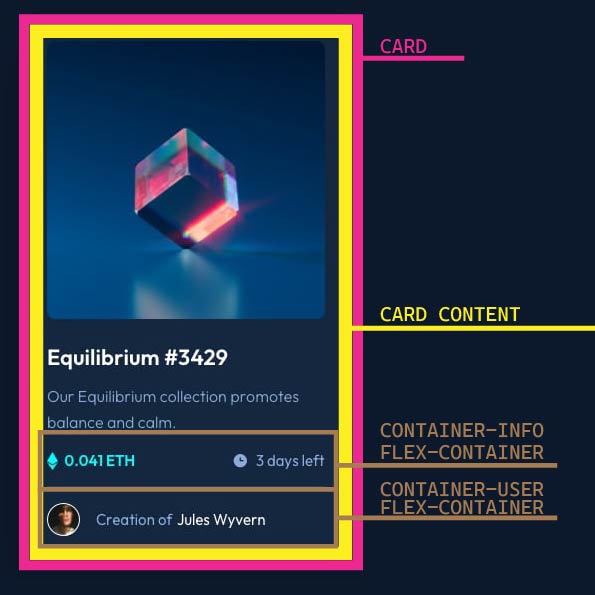 CARD
CARD CONTENT
Equilibrium #3429
Our Equilibrium collection promotes
balance and calm.
CONTAINER-INFO
FLEX-CONTAINER
0.041 ETH
3 days left
CONTAINER-USER
FLEX-CONTAINER
Creation of Jules Wyvern